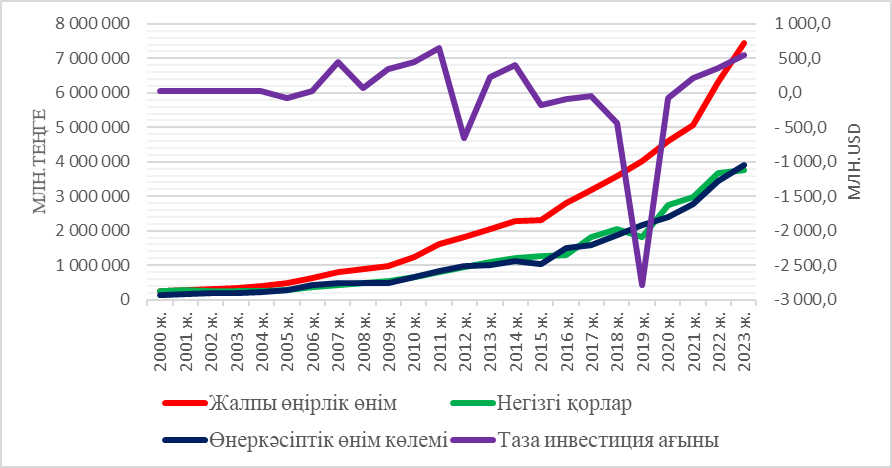 8 000 000
7 000 000
6 000 000
5 000 000
4 000 000
3 000 000
2 000 000
1 000 000
0
МЛН.ТЕҢГЕ
1 000,0
500,0
0,0
- 500,0
-1 000,0
-1 500,0
-2 000,0
-2 500,0
-3 000,0
МЛН.USD
2000 ж.
2001 ж.
2002 ж.
2003 ж.
2004 ж.
2005 ж.
2006 ж.
2007 ж.
2008 ж.
2009 ж.
2010 ж.
2011 ж.
2012 ж.
2013 ж.
2014 ж.
2015 ж.
2016 ж.
2017 ж.
2018 ж.
2019 ж.
2020 ж.
2021 ж.
2022 ж.
2023 ж.
Жалпы өңірлік өнім
Негізгі қорлар
Өнеркәсіптік өнім көлемі
Таза инвестиция ағыны